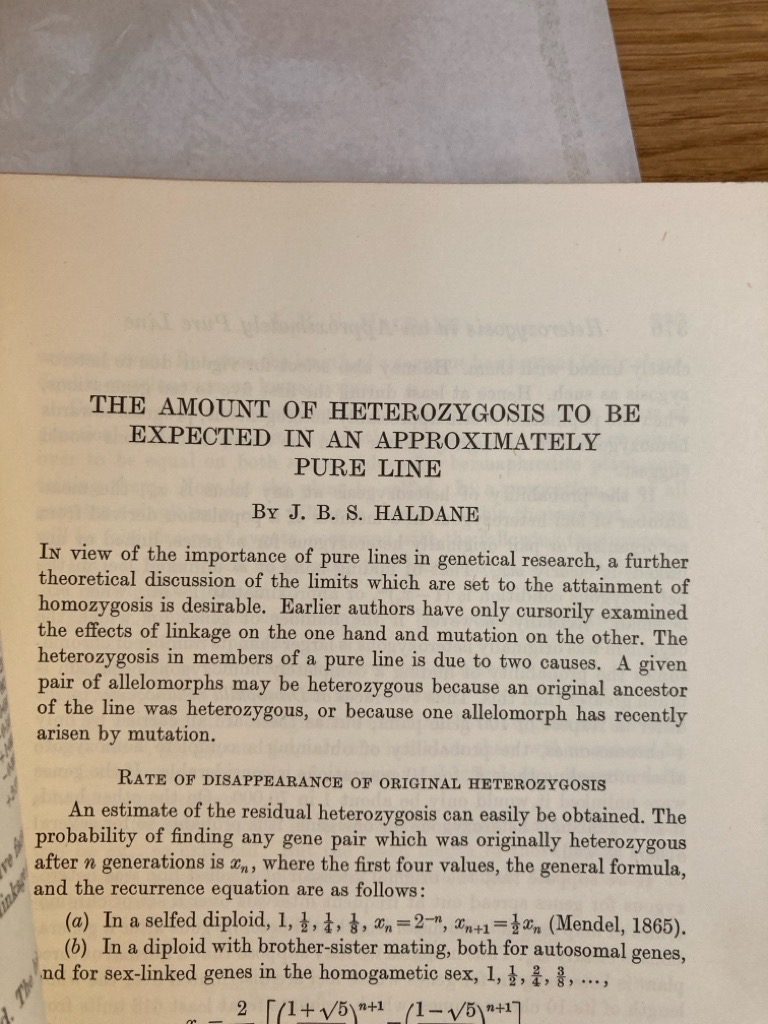 THE AMOUNT OF HETEROZYGOSIS TO BE
EXPECTED IN AN APPROXIMATELY
PURE LINE
By J. B. S. HALDANE
In view of the importance of pure lines in genetical research, a further
theoretical discussion of the limits which are set to the attainment of
homozygosis is desirable. Earlier authors have only cursorily examined
the effects of linkage on the one hand and mutation on the other. The
heterozygosis in members of a pure line is due to two causes. A given
pair of allelomorphs may be heterozygous because an original ancestor
of the line was heterozygous, or because one allelomorph has recently
arisen by mutation.
Rate of disappearance of original heterozygosis
An estimate of the residual heterozygosis can easily be obtained. The
probability of finding any gene pair which was originally heterozygous
after n generations is xₙ, where the first four values, the general formula,
and the recurrence equation are as follows:
(a) In a selfed diploid, 1, ½, ¼, ⅛, xₙ=2⁻ⁿ, xₙ₊₁=½xₙ (Mendel, 1865).
(b) In a diploid with brother-sister mating, both for autosomal genes,
nd for sex-linked genes in the homogametic sex, 1, ½, 2/4, ⅜, ...,
2 [(1+√5)ⁿ⁺¹ (1−√5)ⁿ⁺¹]